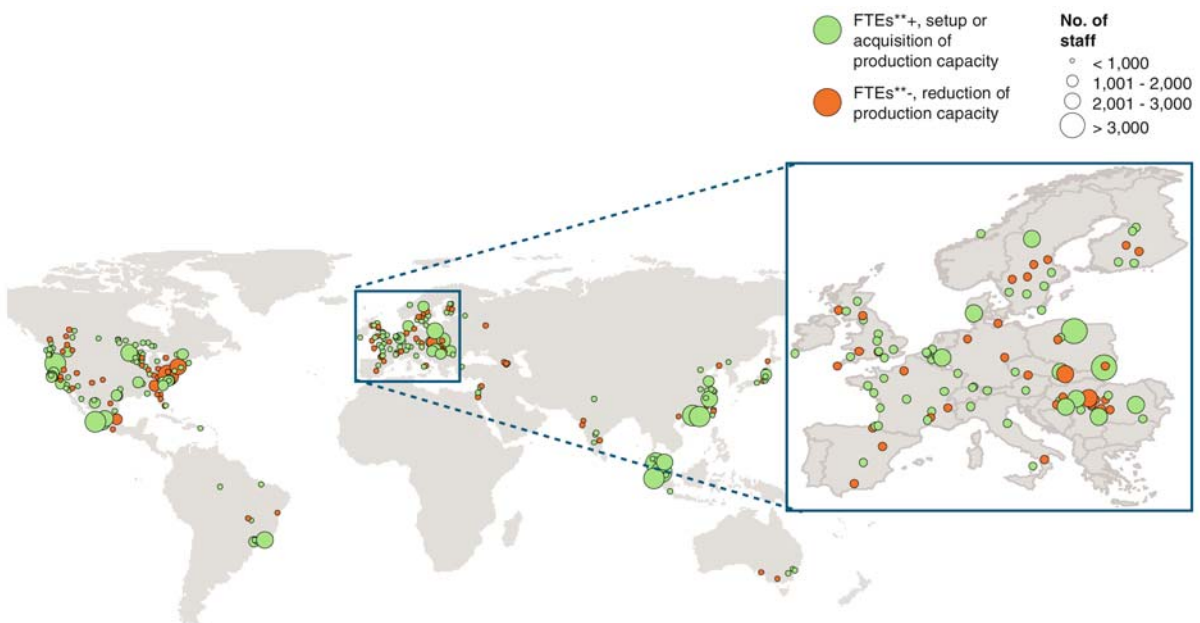 FTEs**+, setup or
acquisition of
production capacity
FTEs**-, reduction of
production capacity
No. of
staff
< 1,000
1,001 - 2,000
2,001 - 3,000
> 3,000